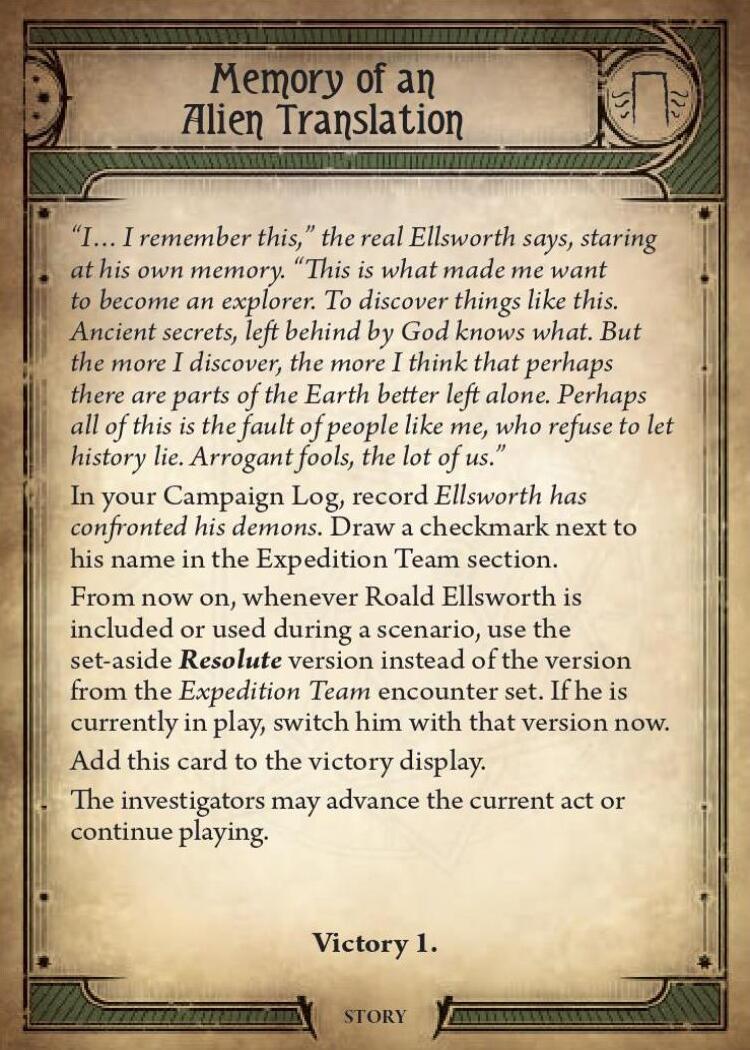 Memory of an
Alien Translation
“I… I remember this,” the real Ellsworth says, staring
at his own memory. “This is what made me want
to become an explorer. To discover things like this.
Ancient secrets, left behind by God knows what. But
the more I discover, the more I think that perhaps
there are parts of the Earth better left alone. Perhaps
all of this is the fault of people like me, who refuse to let
history lie. Arrogant fools, the lot of us.”
In your Campaign Log, record Ellsworth has
confronted his demons. Draw a checkmark next to
his name in the Expedition Team section.
From now on, whenever Roald Ellsworth is
included or used during a scenario, use the
set-aside Resolute version instead of the version
from the Expedition Team encounter set. If he is
currently in play, switch him with that version now.
Add this card to the victory display.
The investigators may advance the current act or
continue playing.
Victory 1.
STORY